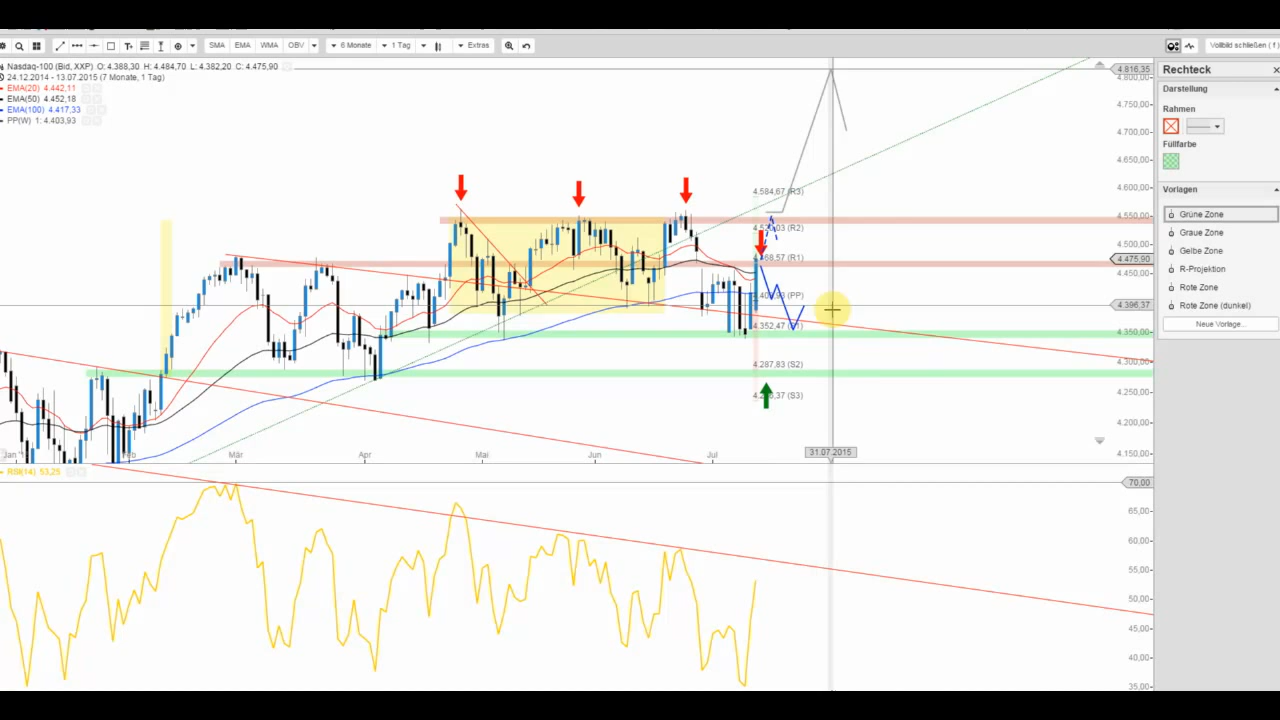 SMA EMA WMA OBV 6 Monate 1 Tag Extras Vollbild schließen ( f )
Nasdaq-100 (Bid, XXP) O: 4.388,30 H: 4.484,70 L: 4.382,20 C: 4.475,90
24.12.2014 - 13.07.2015 (7 Monate, 1 Tag)
EMA(20) 4.442,11
EMA(50) 4.452,18
EMA(100) 4.417,33
PP(W) 1: 4.403,93
4.816,35
4.800,00
4.750,00
4.700,00
4.650,00
4.600,00
4.550,00
4.500,00
4.475,90
4.450,00
4.396,37
4.350,00
4.300,00
4.250,00
4.200,00
4.150,00
4.584,67 (R3)
(R2)
(R1)
(PP)
4.352,47
4.287,83 (S2)
(S3)
Jan Feb Mär Apr Mai Jun Jul 31.07.2015
RSI(14) 53,25
70,00
65,00
60,00
55,00
50,00
45,00
40,00
35,00
Rechteck
Darstellung
Rahmen
Füllfarbe
Vorlagen
Grüne Zone
Graue Zone
Gelbe Zone
R-Projektion
Rote Zone
Rote Zone (dunkel)
Neue Vorlage...